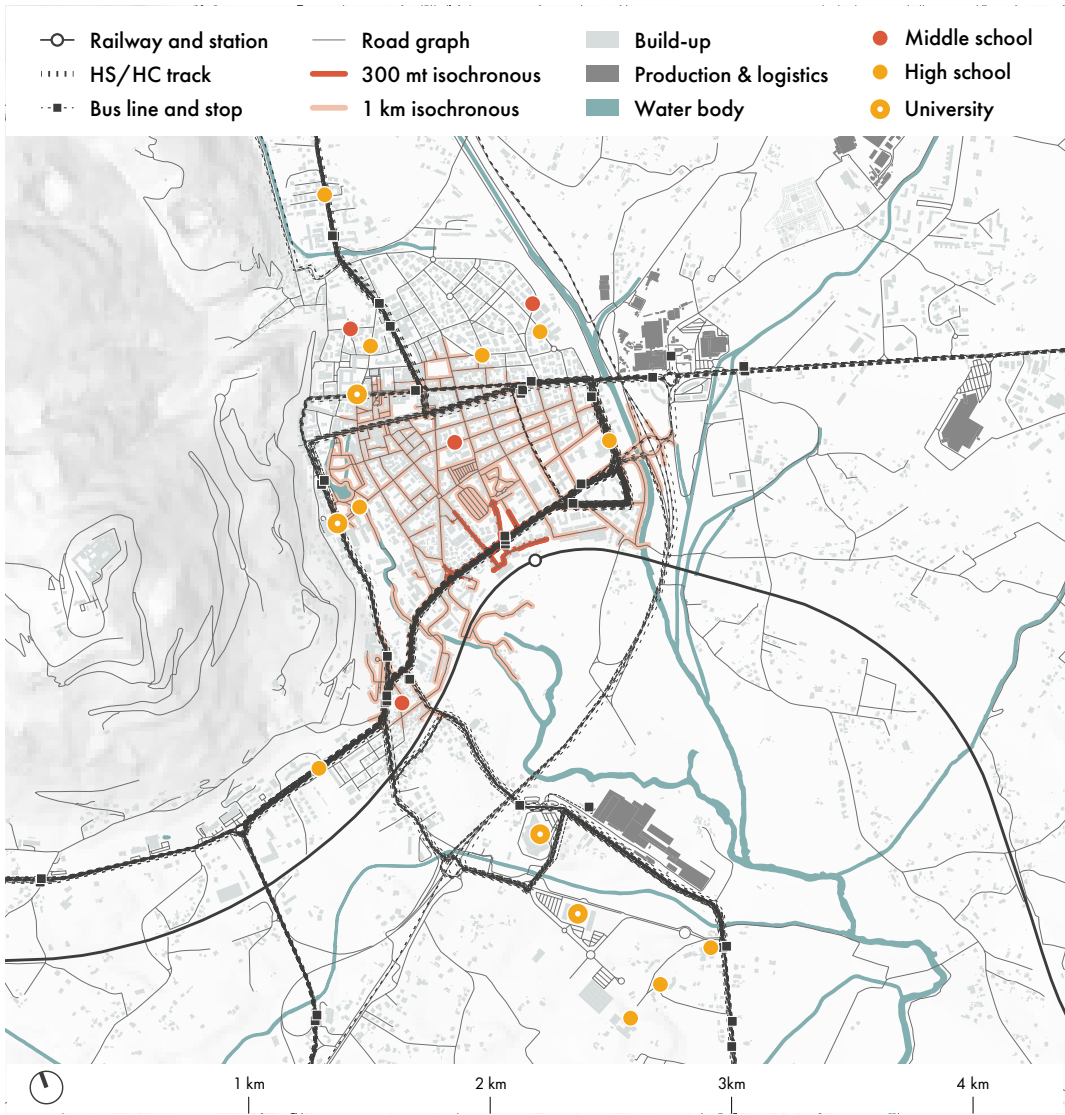 Railway and station
HS/HC track
Bus line and stop
Road graph
300 mt isochronous
1 km isochronous
Build-up
Production & logistics
Water body
Middle school
High school
University
1 km
2 km
3km
4 km